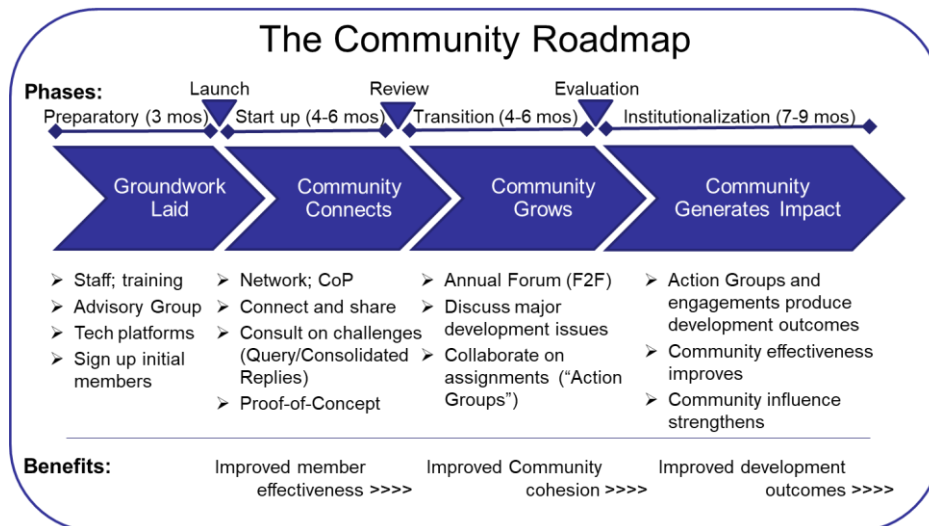 The Community Roadmap
Phases:
Launch
Review
Evaluation
Preparatory (3 mos)
Start up (4-6 mos)
Transition (4-6 mos)
Institutionalization (7-9 mos)
Groundwork
Laid
Community
Connects
Community
Grows
Community
Generates Impact
➢ Staff; training
➢ Advisory Group
➢ Tech platforms
➢ Sign up initial
members
➢ Network; CoP
➢ Connect and share
➢ Consult on challenges
(Query/Consolidated
Replies)
➢ Proof-of-Concept
➢ Annual Forum (F2F)
➢ Discuss major
development issues
➢ Collaborate on
assignments (“Action
Groups”)
➢ Action Groups and
engagements produce
development outcomes
➢ Community effectiveness
improves
➢ Community influence
strengthens
Benefits:
Improved member
effectiveness >>>>
Improved Community
cohesion >>>>
Improved development
outcomes >>>>